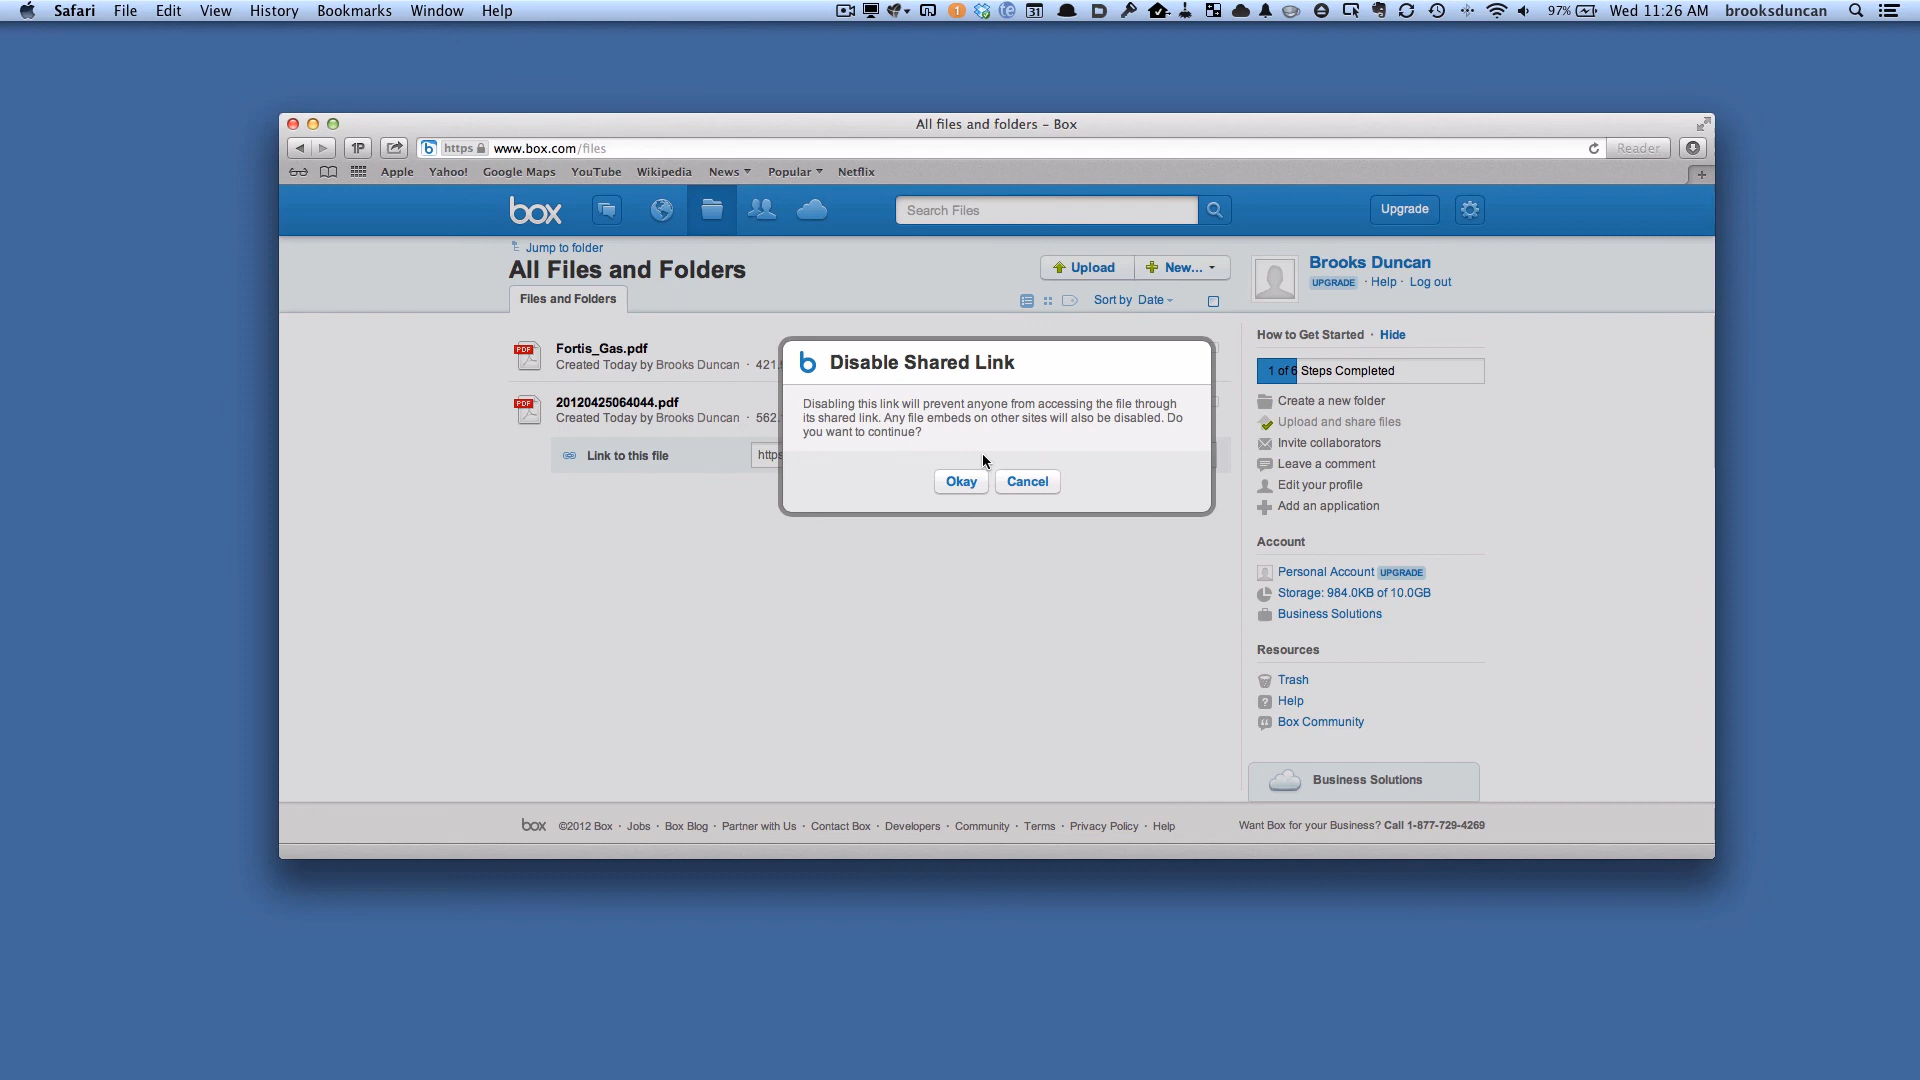 Safari File Edit View History Bookmarks Window Help
1 31 97% Wed 11:26 AM brooksduncan
All files and folders – Box
1P https www.box.com/files Reader
Apple Yahoo! Google Maps YouTube Wikipedia News Popular Netflix
box Search Files Upgrade
Jump to folder
All Files and Folders
Upload New...
Brooks Duncan
UPGRADE · Help · Log out
Files and Folders
Sort by Date
Fortis_Gas.pdf
Created Today by Brooks Duncan · 421.
20120425064044.pdf
Created Today by Brooks Duncan · 562.
Link to this file https
PDF
PDF
b Disable Shared Link
Disabling this link will prevent anyone from accessing the file through
its shared link. Any file embeds on other sites will also be disabled. Do
you want to continue?
Okay Cancel
How to Get Started · Hide
1 of 6 Steps Completed
Create a new folder
Upload and share files
Invite collaborators
Leave a comment
Edit your profile
Add an application
Account
Personal Account UPGRADE
Storage: 984.0KB of 10.0GB
Business Solutions
Resources
Trash
Help
Box Community
Business Solutions
box ©2012 Box · Jobs · Box Blog · Partner with Us · Contact Box · Developers · Community · Terms · Privacy Policy · Help
Want Box for your Business? Call 1-877-729-4269